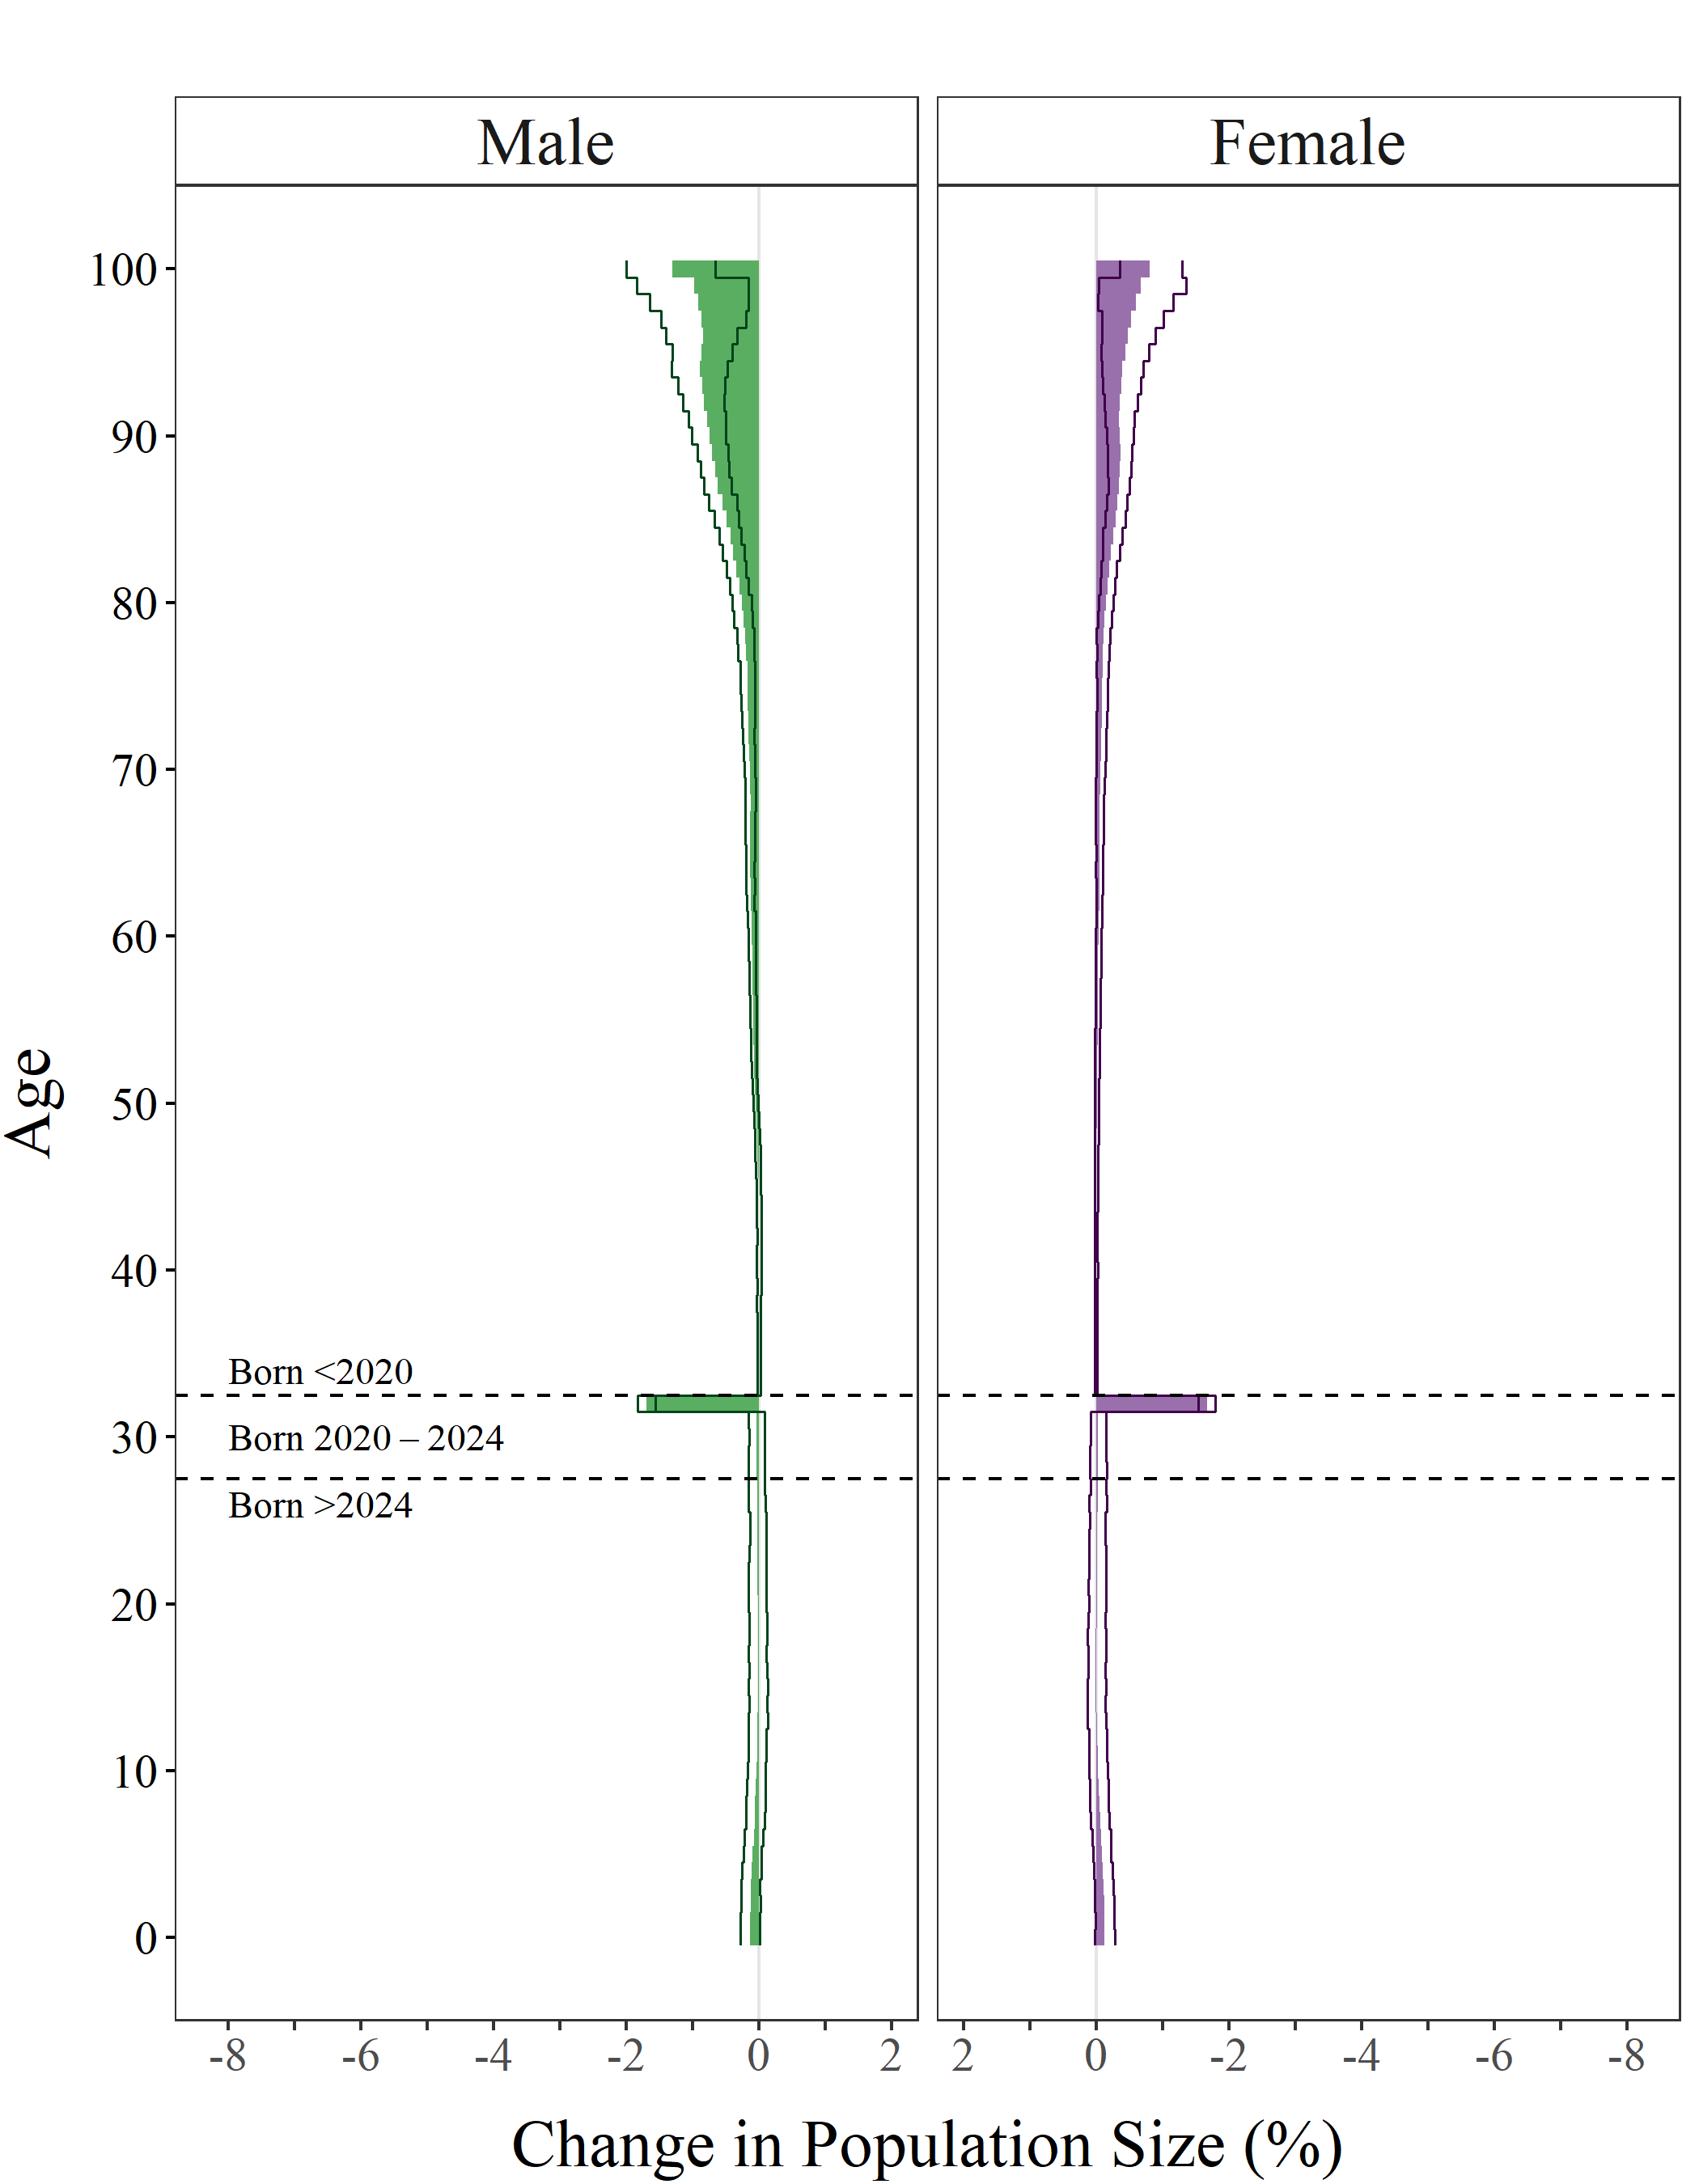 Male Female
100
90
80
70
60
50
40
30
20
10
0
Age
Born <2020
Born 2020 – 2024
Born >2024
-8 -6 -4 -2 0 2 2 0 -2 -4 -6 -8
Change in Population Size (%)